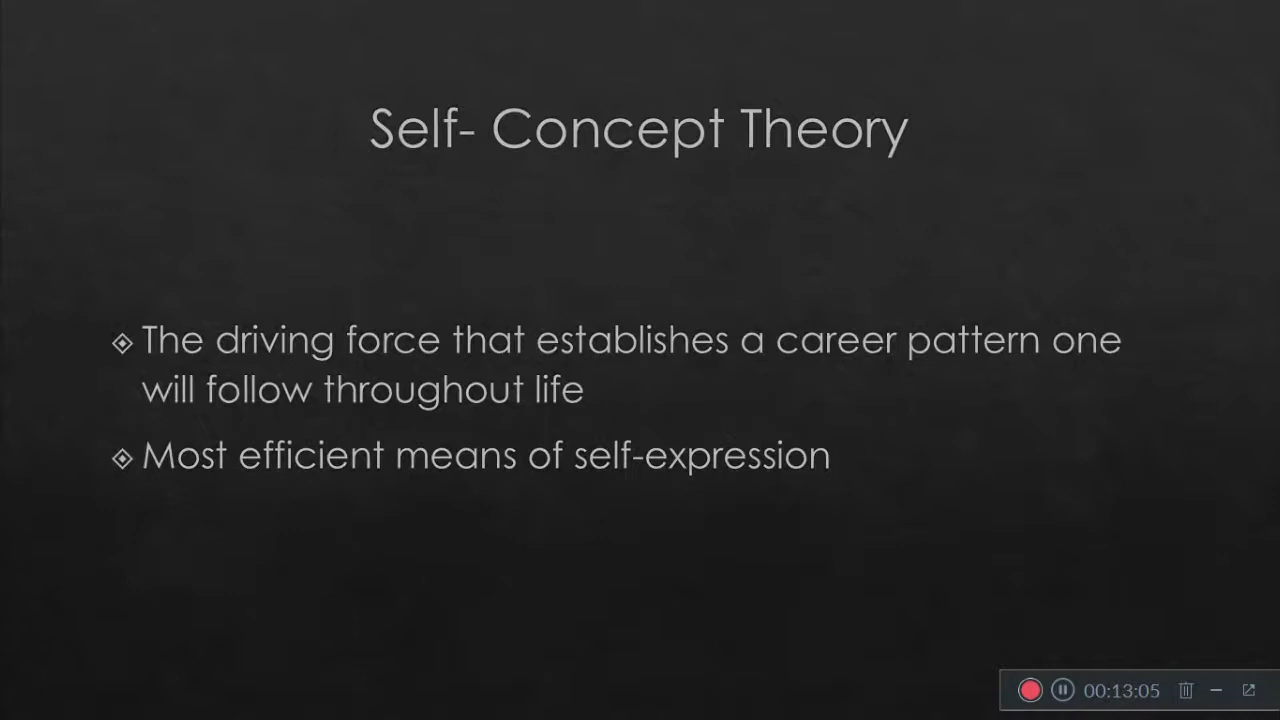 Self- Concept Theory
The driving force that establishes a career pattern one
will follow throughout life
Most efficient means of self-expression
00:13:05